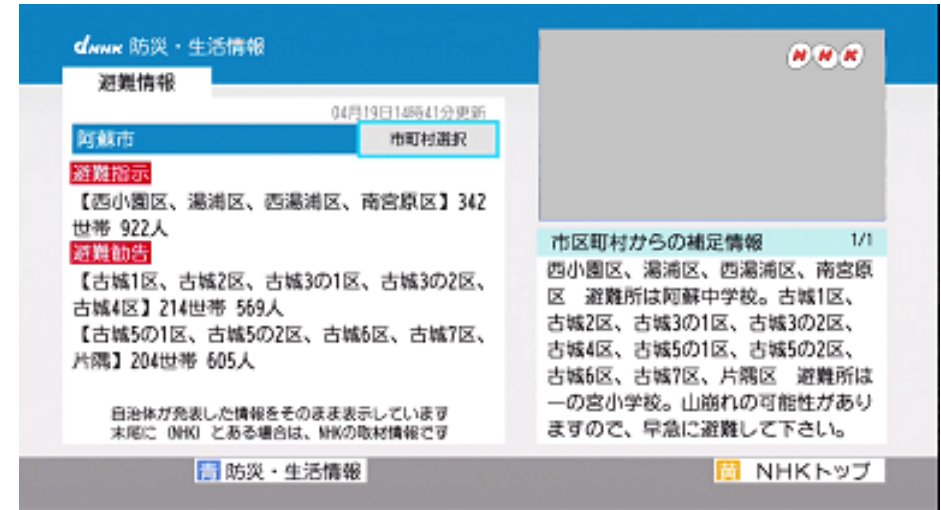 dNHK 防災・生活情報
NHK
避難情報
04月19日14時41分更新
阿蘇市
市町村選択
避難指示
【西小園区、湯浦区、西湯浦区、南宮原区】342
世帯 922人
避難勧告
【古城1区、古城2区、古城3の1区、古城3の2区、
古城4区】214世帯 569人
【古城5の1区、古城5の2区、古城6区、古城7区、
片隅】204世帯 605人
自治体が発表した情報をそのまま表示しています
末尾に (NHK) とある場合は、NHKの取材情報です
市区町村からの補足情報 1/1
西小園区、湯浦区、西湯浦区、南宮原
区 避難所は阿蘇中学校。古城1区、
古城2区、古城3の1区、古城3の2区、
古城4区、古城5の1区、古城5の2区、
古城6区、古城7区、片隅区 避難所は
一の宮小学校。山崩れの可能性があり
ますので、早急に避難して下さい。
青 防災・生活情報
黄 NHKトップ